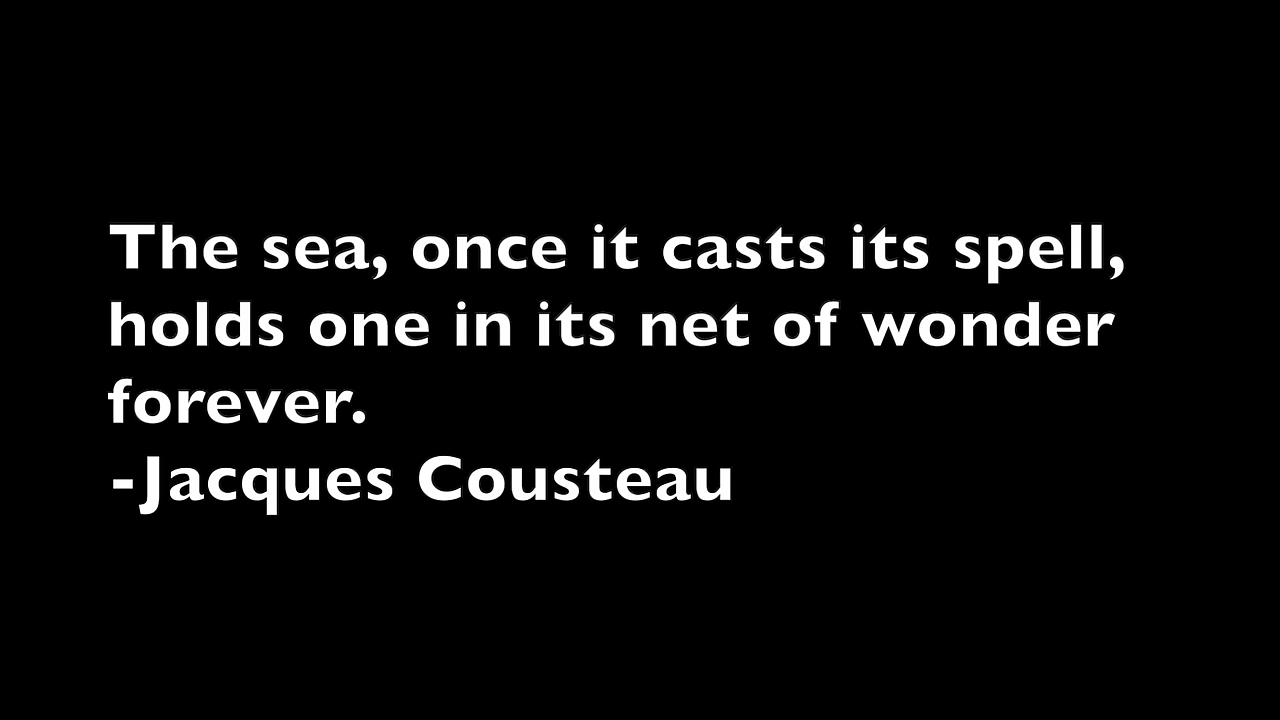 The sea, once it casts its spell,
holds one in its net of wonder
forever.
-Jacques Cousteau